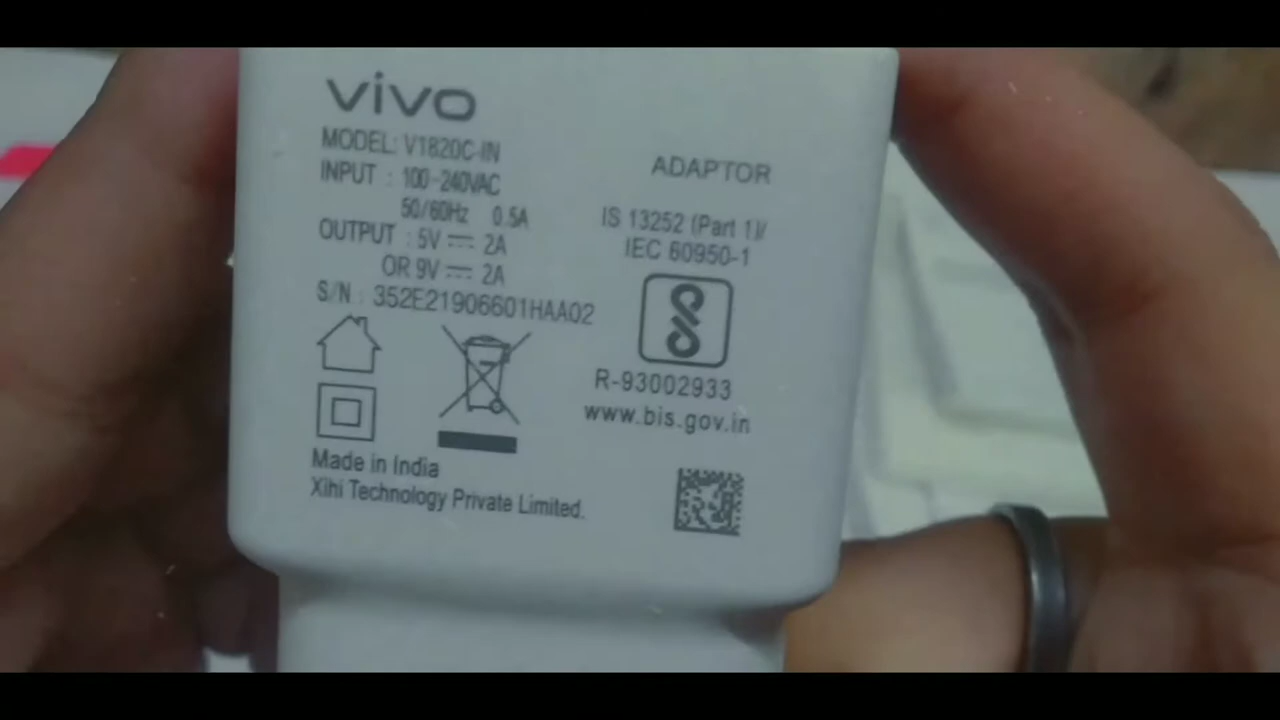 vivo
MODEL: V1820C-IN
INPUT : 100-240VAC
50/60Hz 0.5A
OUTPUT : 5V ⎓ 2A
OR 9V ⎓ 2A
S/N : 352E21906601HAA02
Made in India
Xihi Technology Private Limited.
ADAPTOR
IS 13252 (Part 1)/
IEC 60950-1
R-93002933
www.bis.gov.in